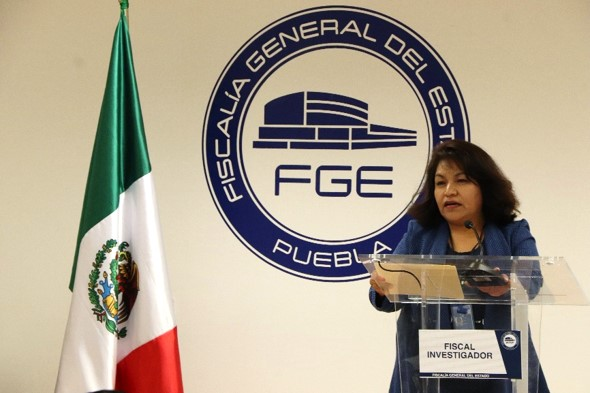 FISCALÍA GENERAL DEL EST
FGE
PUEBLA
FISCAL
INVESTIGADOR
FISCALÍA GENERAL DEL ESTADO